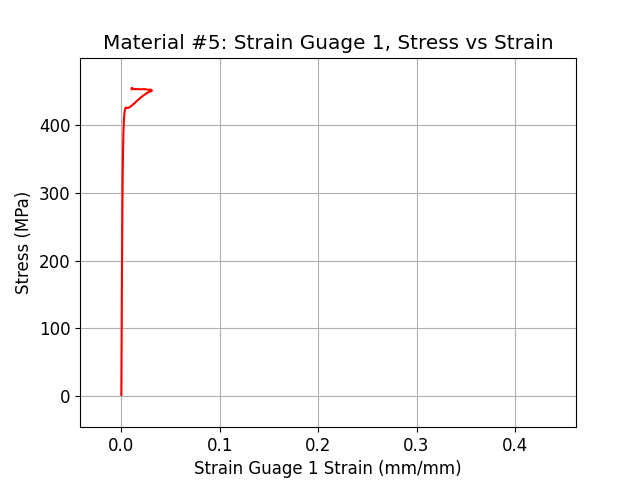 Material #5: Strain Guage 1, Stress vs Strain
400
300
200
100
0
Stress (MPa)
0.0 0.1 0.2 0.3 0.4
Strain Guage 1 Strain (mm/mm)